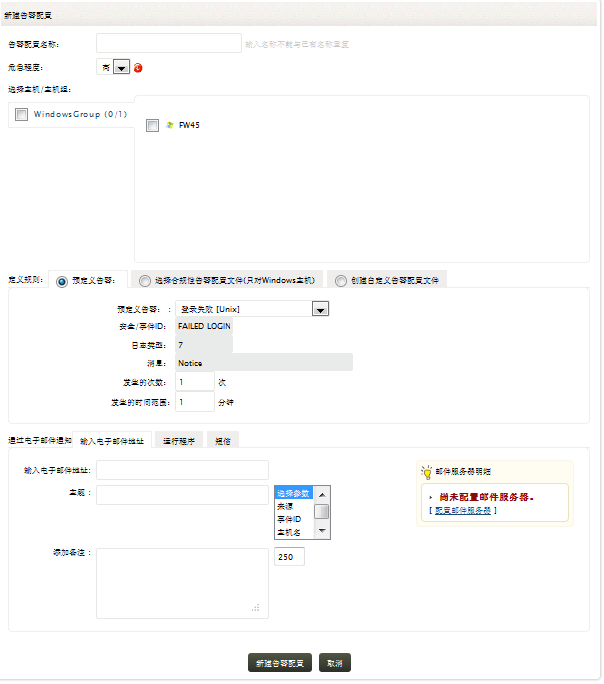 新建告警配置
告警配置名称: 输入名称不能与已有名称重复
危急程度: 高
选择主机/主机组:
WindowsGroup (0/1)
FW45
定义规则: 预定义告警: 选择合规性告警配置文件(只对Windows主机) 创建自定义告警配置文件
预定义告警: : 登录失败 [Unix]
安全/事件ID: FAILED LOGIN
日志类型: 7
消息: Notice
发生的次数: 1 次
发生的时间范围: 1 分钟
通过电子邮件通知 输入电子邮件地址 运行程序 短信
输入电子邮件地址:
邮件服务器明细
主题 :
选择参数
来源
事件ID
主机名
尚未配置邮件服务器。
[ 配置邮件服务器 ]
添加备注 : 250
新建告警配置 取消